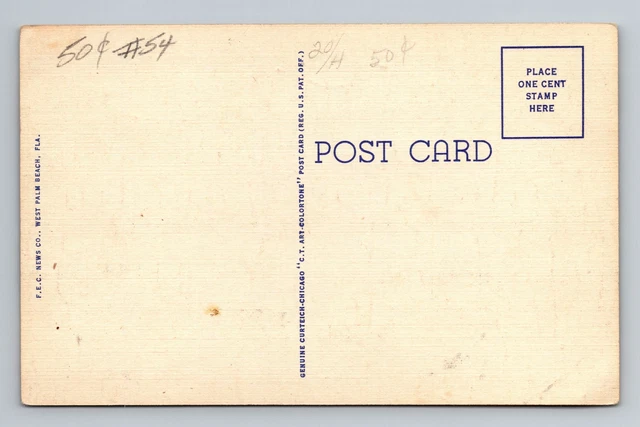 50¢ #54
20/H 50¢
PLACE
ONE CENT
STAMP
HERE
POST CARD
F.E.C. NEWS CO., WEST PALM BEACH, FLA.
GENUINE CURTEICH-CHICAGO "C.T. ART-COLORTONE" POST CARD (REG. U.S. PAT. OFF.)